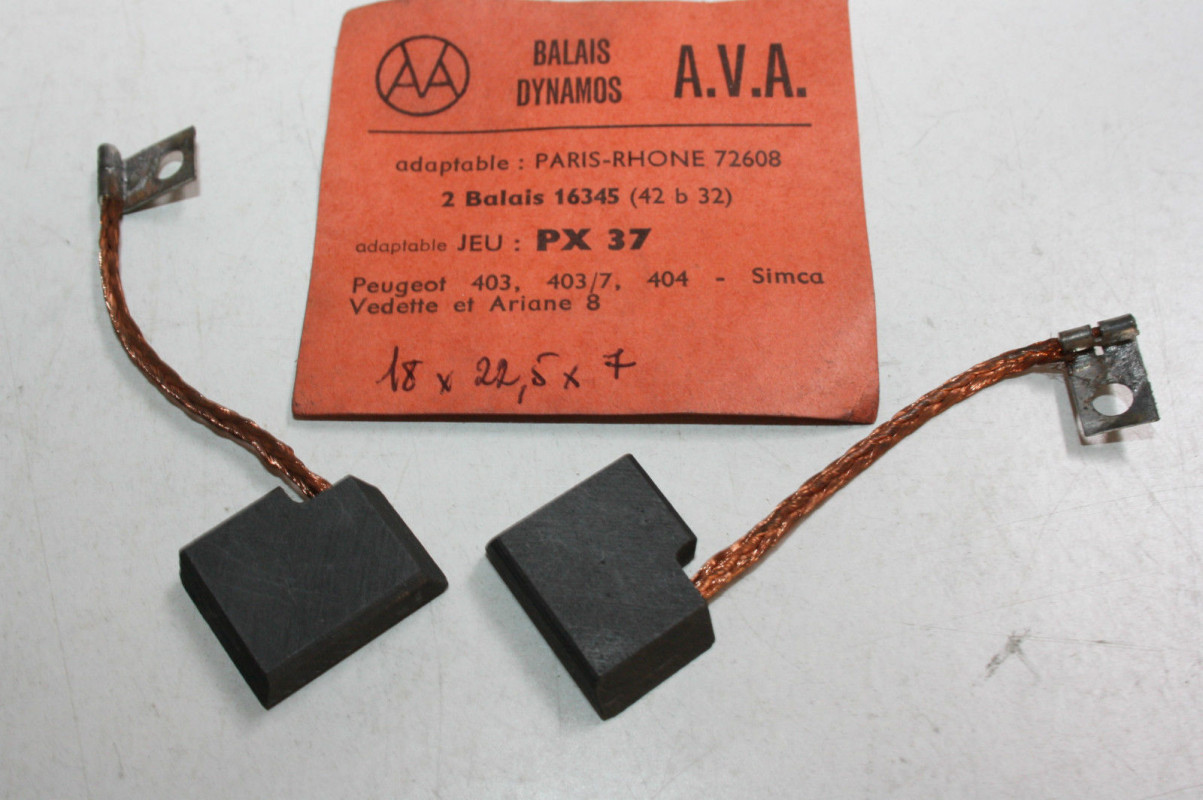 AVA
BALAIS
DYNAMOS
A.V.A.
adaptable : PARIS-RHONE 72608
2 Balais 16345 (42 b 32)
adaptable JEU : PX 37
Peugeot 403, 403/7, 404 - Simca
Vedette et Ariane 8
18 x 22,5 x 7